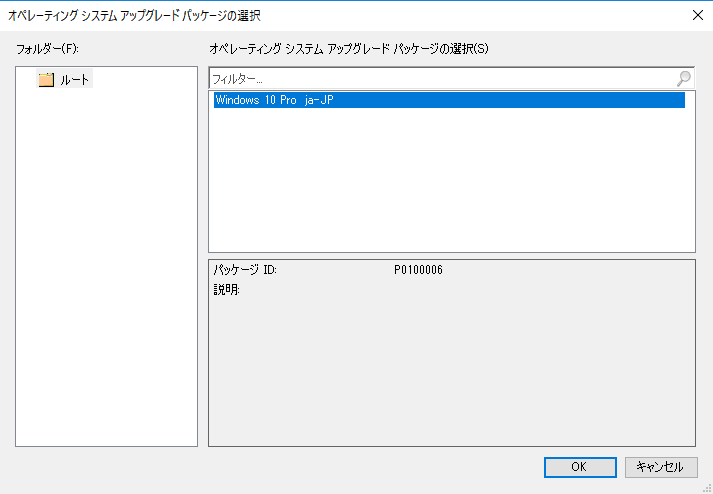 オペレーティング システム アップグレード パッケージの選択
フォルダー(F):
ルート
オペレーティング システム アップグレード パッケージの選択(S)
フィルター...
Windows 10 Pro ja-JP
パッケージ ID: P0100006
説明:
OK キャンセル